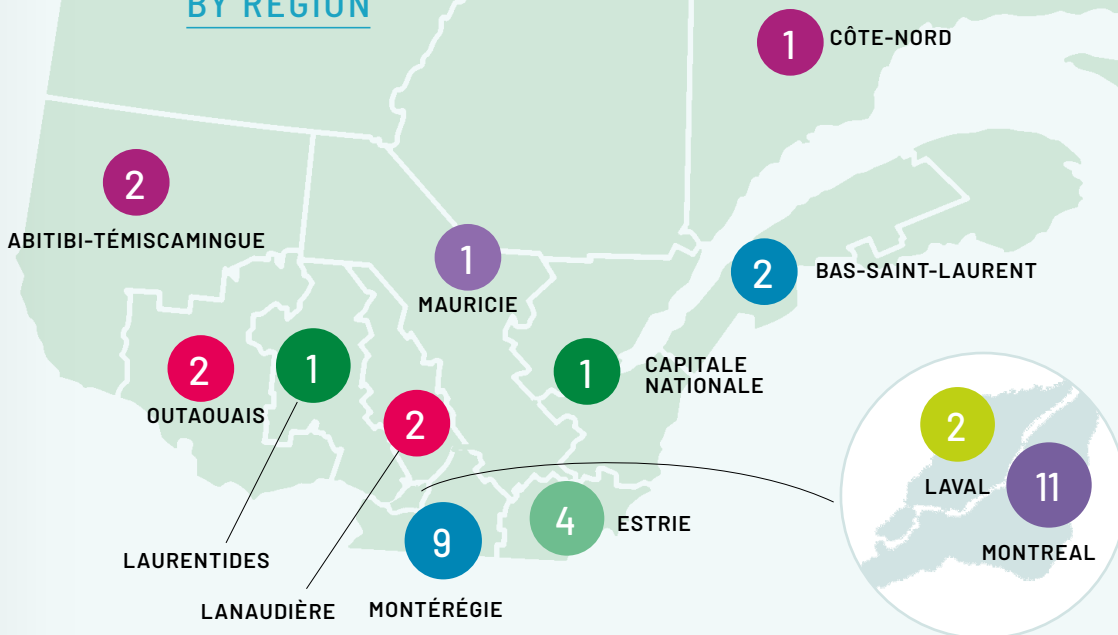 BY REGION
1
CÔTE-NORD
2
ABITIBI-TÉMISCAMINGUE
1
MAURICIE
2
BAS-SAINT-LAURENT
2
OUTAOUAIS
1
LAURENTIDES
2
LANAUDIÈRE
1
CAPITALE
NATIONALE
9
MONTÉRÉGIE
4
ESTRIE
2
LAVAL
11
MONTREAL